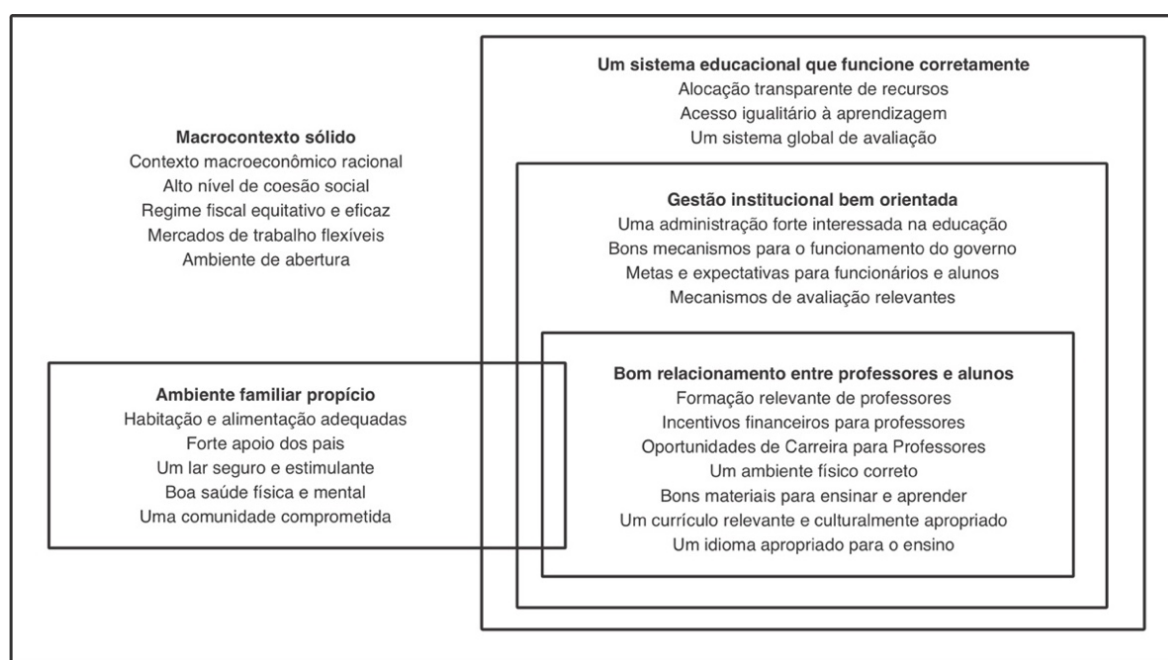 Um sistema educacional que funcione corretamente
Alocação transparente de recursos
Acesso igualitário à aprendizagem
Um sistema global de avaliação
Macrocontexto sólido
Contexto macroeconômico racional
Alto nível de coesão social
Regime fiscal equitativo e eficaz
Mercados de trabalho flexíveis
Ambiente de abertura
Gestão institucional bem orientada
Uma administração forte interessada na educação
Bons mecanismos para o funcionamento do governo
Metas e expectativas para funcionários e alunos
Mecanismos de avaliação relevantes
Ambiente familiar propício
Habitação e alimentação adequadas
Forte apoio dos pais
Um lar seguro e estimulante
Boa saúde física e mental
Uma comunidade comprometida
Bom relacionamento entre professores e alunos
Formação relevante de professores
Incentivos financeiros para professores
Oportunidades de Carreira para Professores
Um ambiente físico correto
Bons materiais para ensinar e aprender
Um currículo relevante e culturalmente apropriado
Um idioma apropriado para o ensino